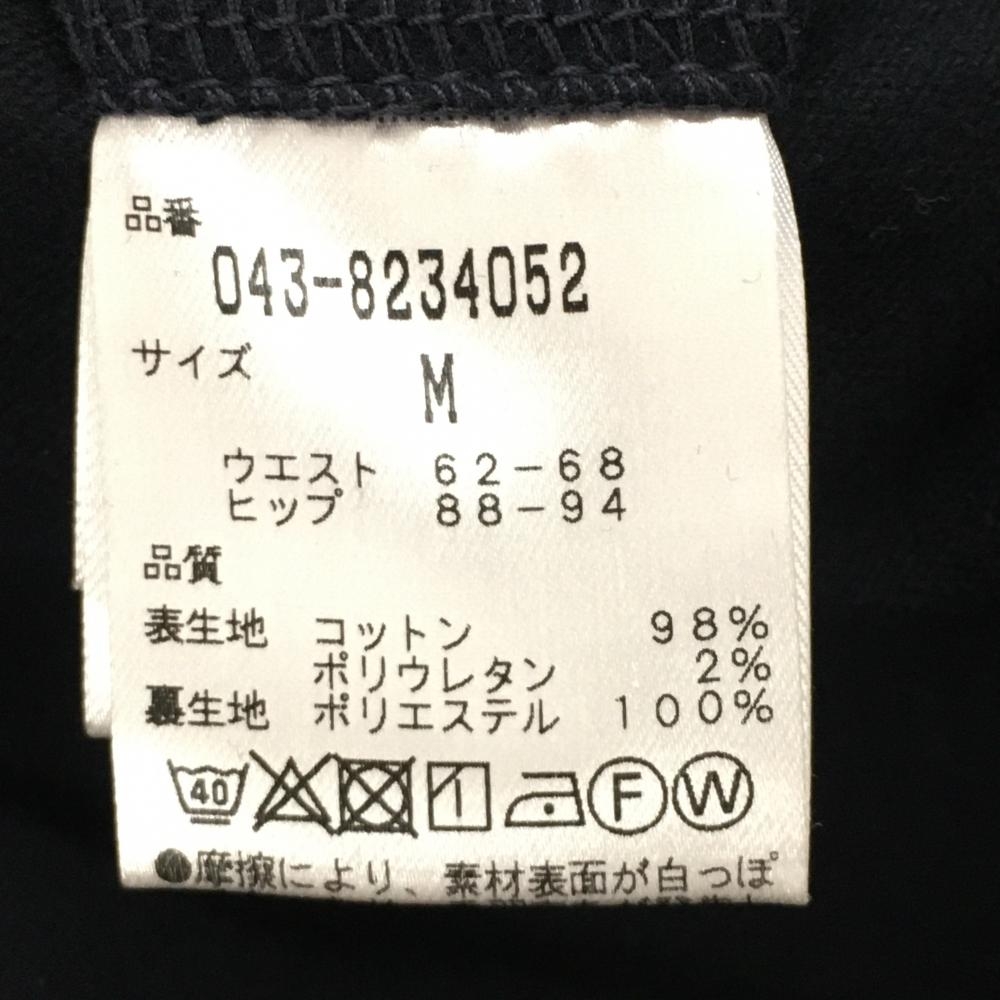 品番
043-8234052
サイズ M
ウエスト 62-68
ヒップ 88-94
品質
表生地 コットン 98%
ポリウレタン 2%
裏生地 ポリエステル 100%
40 F W
●摩擦により、素材表面が白っぽ